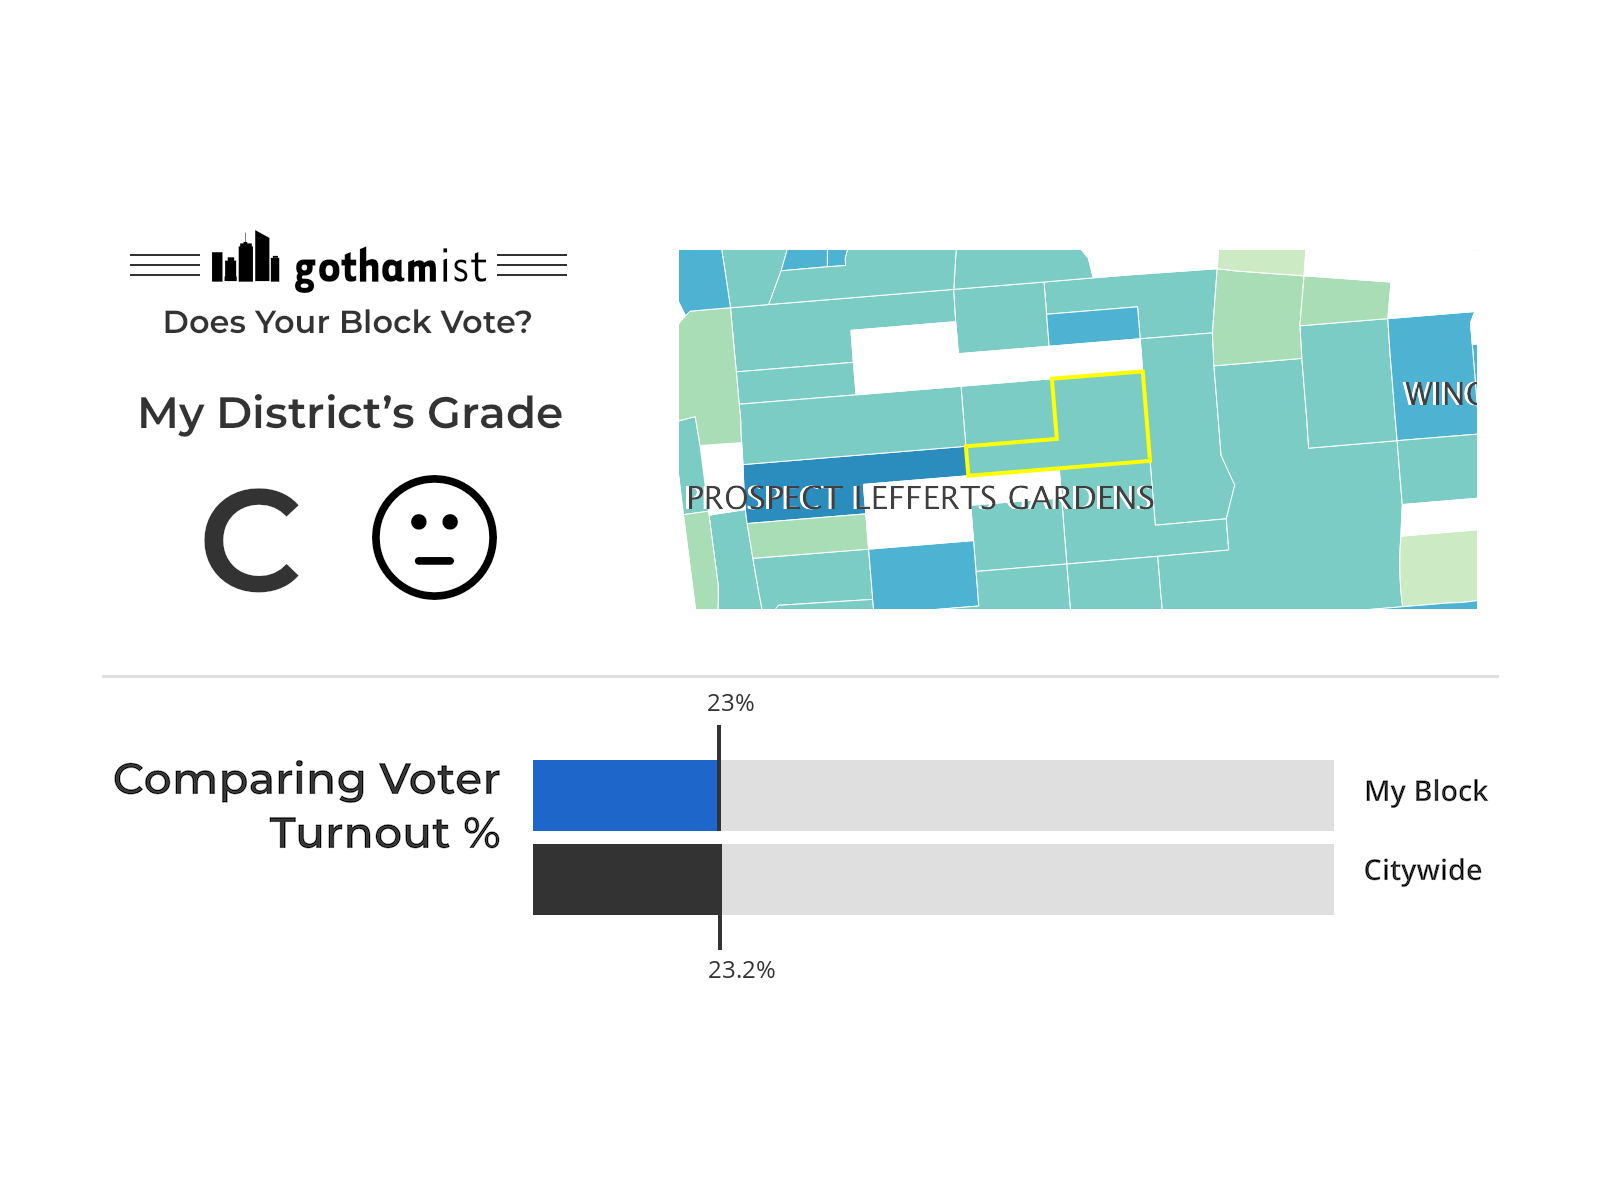 gothamist
Does Your Block Vote?
My District's Grade
C
WING
PROSPECT LEFFERTS GARDENS
23%
Comparing Voter
Turnout %
My Block
Citywide
23.2%